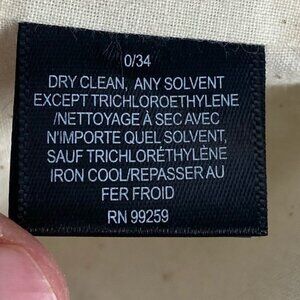 0/34
DRY CLEAN, ANY SOLVENT
EXCEPT TRICHLOROETHYLENE
/NETTOYAGE À SEC AVEC
N'IMPORTE QUEL SOLVENT,
SAUF TRICHLORÉTHYLÈNE
IRON COOL/REPASSER AU
FER FROID
RN 99259